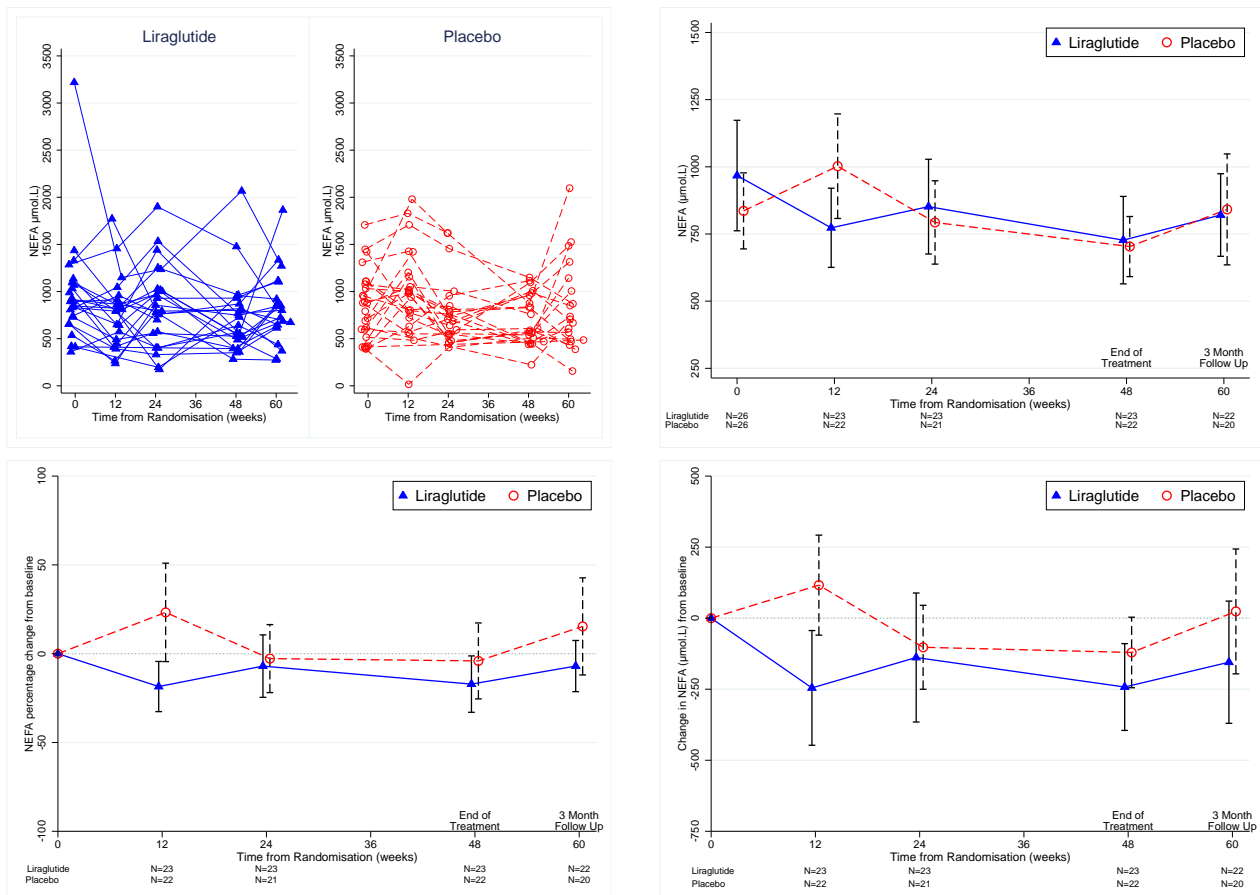 Liraglutide
Placebo
NEFA (µmol.L)
3500
3000
2500
2000
1500
1000
500
0
0 12 24 36 48 60
Time from Randomisation (weeks)
NEFA (µmol.L)
3500
3000
2500
2000
1500
1000
500
0
0 12 24 36 48 60
Time from Randomisation (weeks)
Liraglutide Placebo
NEFA (µmol.L)
1500
1250
1000
750
500
250
End of Treatment
3 Month Follow Up
0 12 24 36 48 60
Time from Randomisation (weeks)
Liraglutide N=26 N=23 N=23 N=23 N=22
Placebo N=26 N=22 N=21 N=22 N=20
Liraglutide Placebo
NEFA percentage change from baseline
100
50
0
-50
-100
End of Treatment
3 Month Follow Up
0 12 24 36 48 60
Time from Randomisation (weeks)
Liraglutide N=23 N=23 N=23 N=22
Placebo N=22 N=21 N=22 N=20
Liraglutide Placebo
Change in NEFA (µmol.L) from baseline
500
250
0
-250
-500
-750
End of Treatment
3 Month Follow Up
0 12 24 36 48 60
Time from Randomisation (weeks)
Liraglutide N=23 N=23 N=23 N=22
Placebo N=22 N=21 N=22 N=20